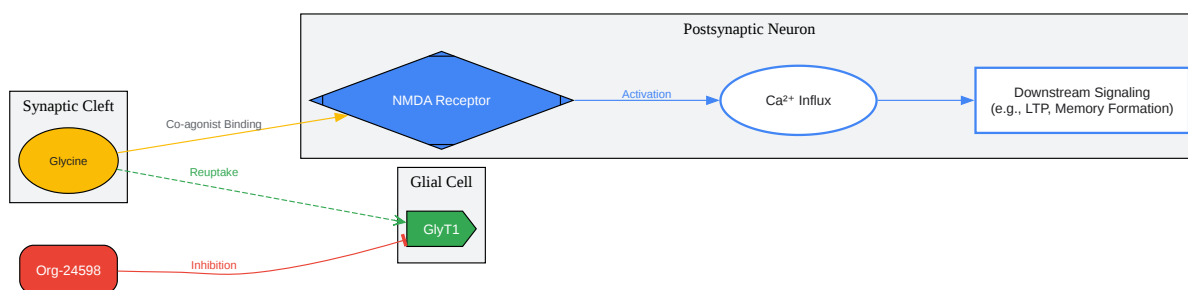 Postsynaptic Neuron
NMDA Receptor
Activation
Ca²⁺ Influx
Downstream Signaling
(e.g., LTP, Memory Formation)
Synaptic Cleft
Glycine
Co-agonist Binding
Reuptake
Glial Cell
GlyT1
Org-24598
Inhibition